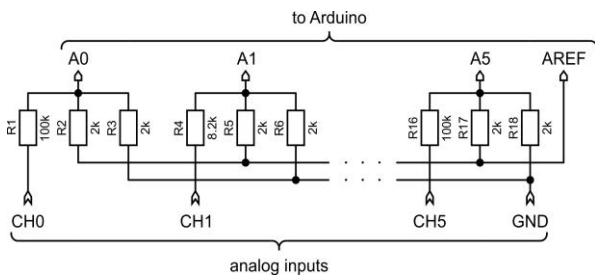 to Arduino
A0 A1 A5 AREF
R1 100k R2 2k R3 2k R4 8.2k R5 2k R6 2k R16 100k R17 2k R18 2k
CH0 CH1 CH5 GND
analog inputs